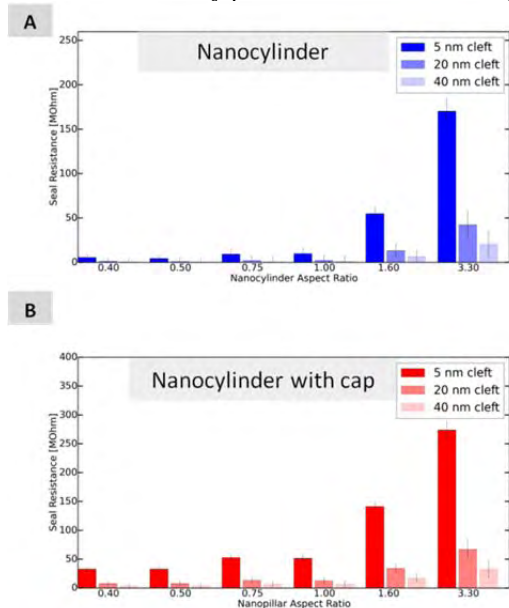 A
Nanocylinder
5 nm cleft
20 nm cleft
40 nm cleft
Seal Resistance [MOhm]
250
200
150
100
50
0
0.40 0.50 0.75 1.00 1.60 3.30
Nanocylinder Aspect Ratio
B
Nanocylinder with cap
5 nm cleft
20 nm cleft
40 nm cleft
Seal Resistance [MOhm]
400
350
300
250
200
150
100
50
0
0.40 0.50 0.75 1.00 1.60 3.30
Nanopillar Aspect Ratio